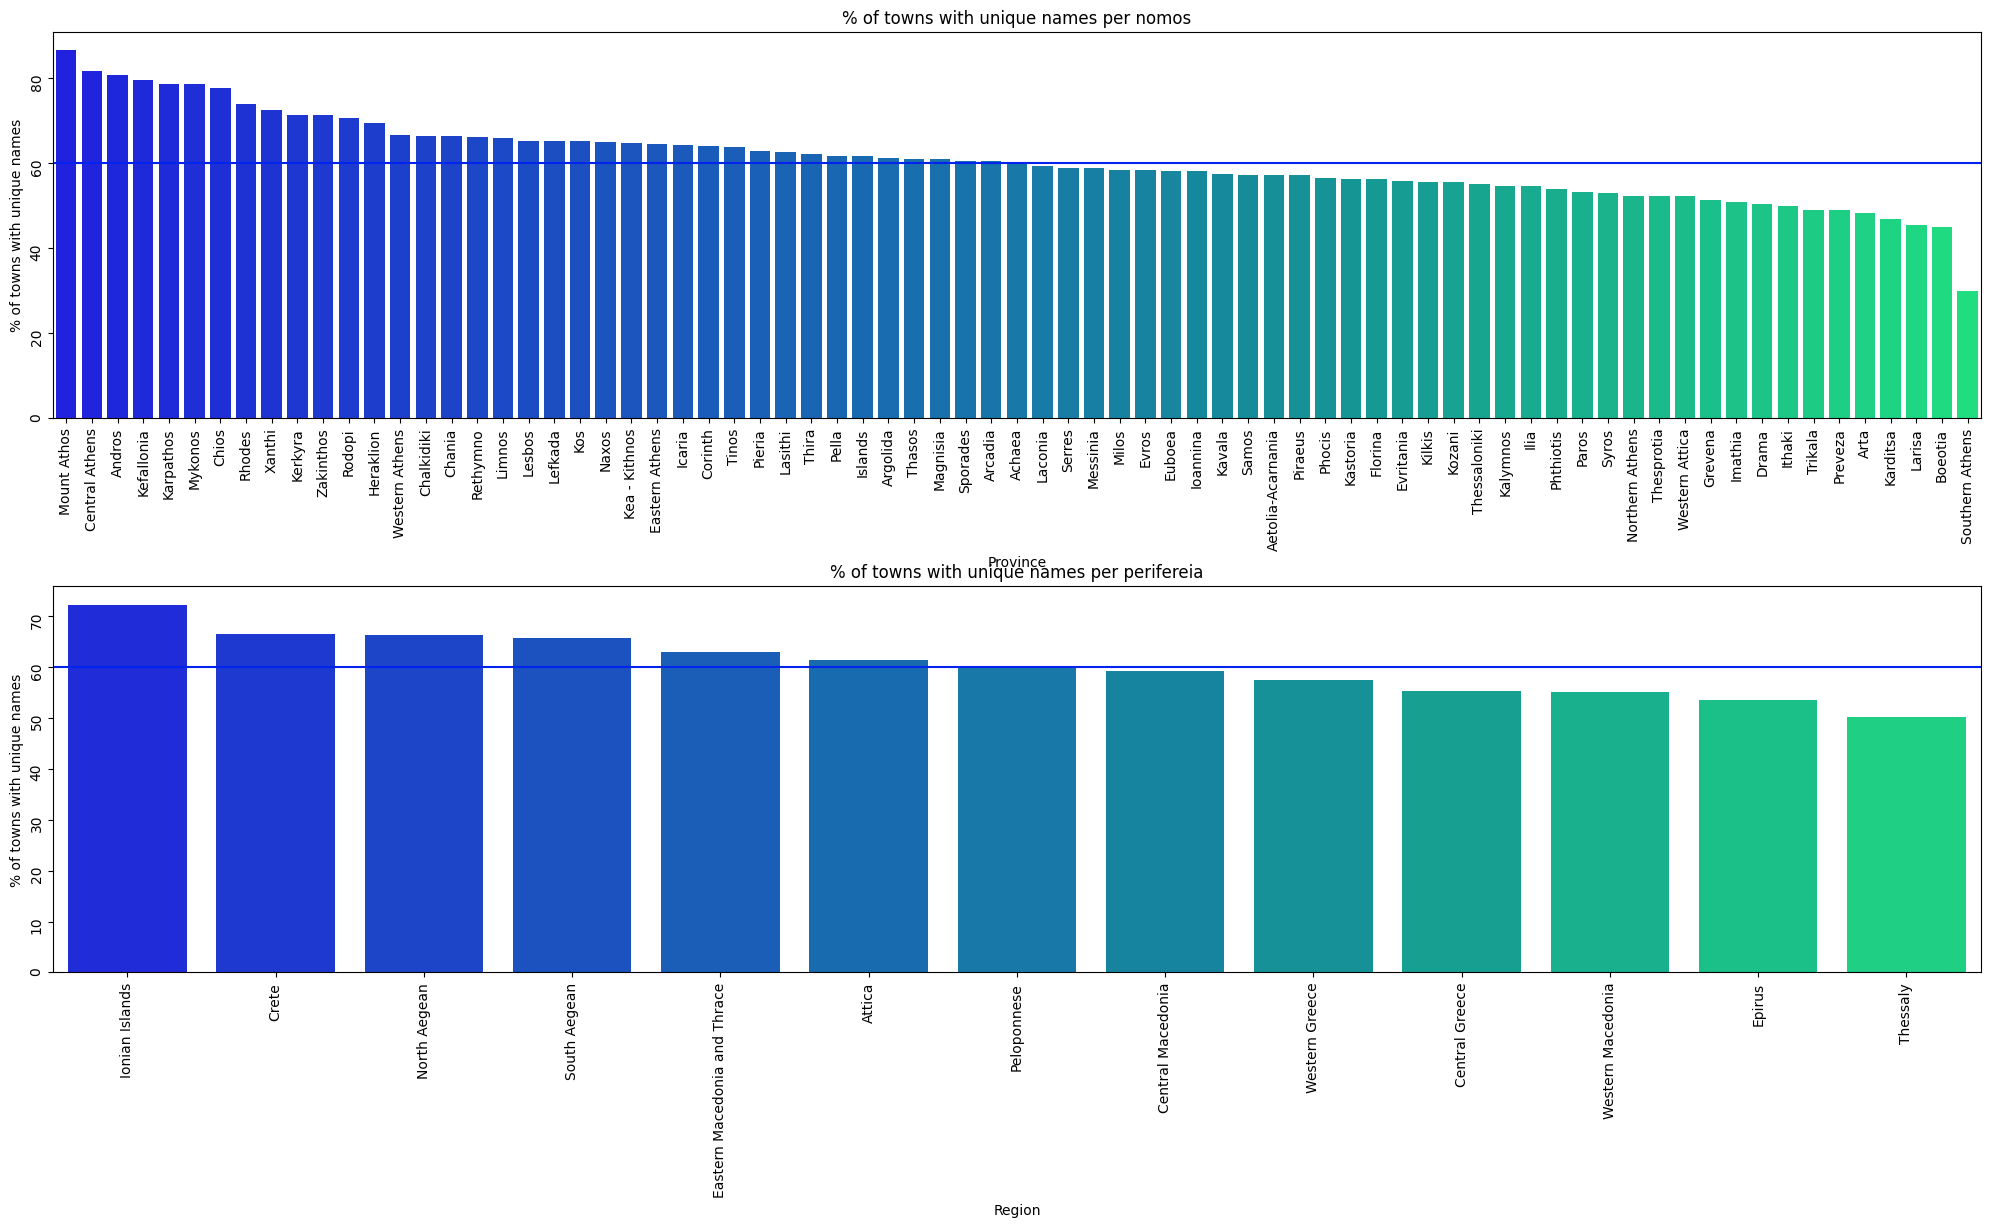 % of towns with unique names per nomos
% of towns with unique names
80
60
40
20
0
Mount Athos
Central Athens
Andros
Kefallonia
Karpathos
Mykonos
Chios
Rhodes
Xanthi
Kerkyra
Zakinthos
Rodopi
Heraklion
Western Athens
Chalkidiki
Chania
Rethymno
Limnos
Lesbos
Lefkada
Kos
Naxos
Kea - Kithnos
Eastern Athens
Icaria
Corinth
Tinos
Pieria
Lasithi
Thira
Pella
Islands
Argolida
Thasos
Magnisia
Sporades
Arcadia
Achaea
Laconia
Serres
Messinia
Milos
Evros
Euboea
Ioannina
Kavala
Samos
Aetolia-Acarnania
Piraeus
Phocis
Kastoria
Florina
Evritania
Kilkis
Kozani
Thessaloniki
Kalymnos
Ilia
Phthiotis
Paros
Syros
Northern Athens
Thesprotia
Western Attica
Grevena
Imathia
Drama
Ithaki
Trikala
Preveza
Arta
Karditsa
Larisa
Boeotia
Southern Athens
Province
% of towns with unique names per perifereia
% of towns with unique names
70
60
50
40
30
20
10
0
Ionian Islands
Crete
North Aegean
South Aegean
Eastern Macedonia and Thrace
Attica
Peloponnese
Central Macedonia
Western Greece
Central Greece
Western Macedonia
Epirus
Thessaly
Region